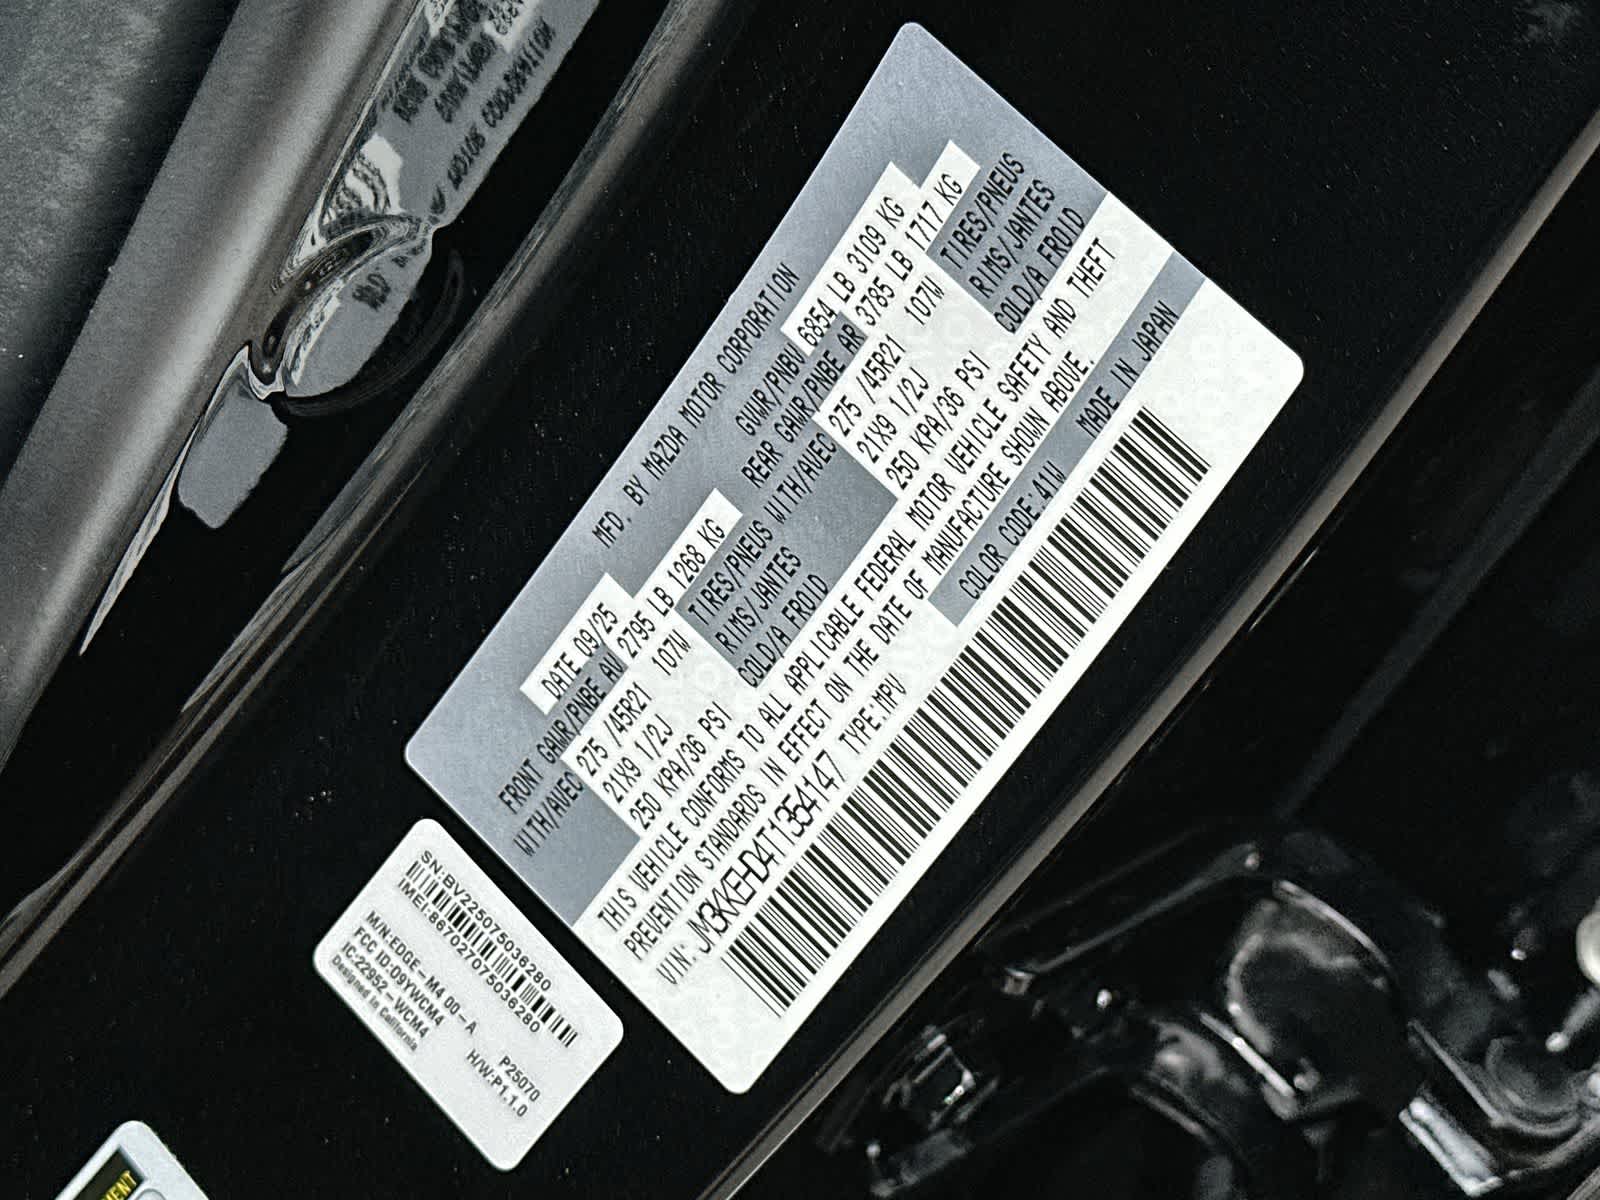 MFD. BY MAZDA MOTOR CORPORATION
DATE 09/25 GVWR/PNBV 6854 LB 3109 KG
FRONT GAWR/PNBE AV 2795 LB 1268 KG REAR GAWR/PNBE AR 3785 LB 1717 KG
WITH/AVEC 275 /45R21 107W TIRES/PNEUS WITH/AVEC 275 /45R21 107W TIRES/PNEUS
21X9 1/2J RIMS/JANTES 21X9 1/2J RIMS/JANTES
250 KPA/36 PSI COLD/A FROID 250 KPA/36 PSI COLD/A FROID
THIS VEHICLE CONFORMS TO ALL APPLICABLE FEDERAL MOTOR VEHICLE SAFETY AND THEFT
PREVENTION STANDARDS IN EFFECT ON THE DATE OF MANUFACTURE SHOWN ABOVE.
VIN: JM3KKEHD4T1354147 TYPE:MPV COLOR CODE:41W MADE IN JAPAN
SN:BV225075036280
IMEI:867027075036280
M/N:EDGE-M4 00-A P25070
FCC ID:O9YWCM4 H/W:P1.1.0
IC:22952-WCM4
Designed in California